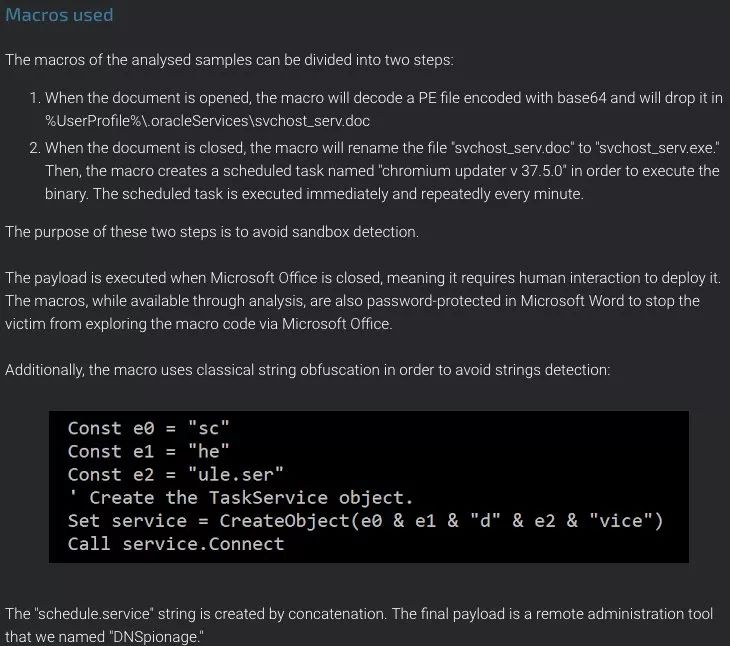 Macros used
The macros of the analysed samples can be divided into two steps:
1. When the document is opened, the macro will decode a PE file encoded with base64 and will drop it in
%UserProfile%\.oracleServices\svchost_serv.doc
2. When the document is closed, the macro will rename the file "svchost_serv.doc" to "svchost_serv.exe."
Then, the macro creates a scheduled task named "chromium updater v 37.5.0" in order to execute the
binary. The scheduled task is executed immediately and repeatedly every minute.
The purpose of these two steps is to avoid sandbox detection.
The payload is executed when Microsoft Office is closed, meaning it requires human interaction to deploy it.
The macros, while available through analysis, are also password-protected in Microsoft Word to stop the
victim from exploring the macro code via Microsoft Office.
Additionally, the macro uses classical string obfuscation in order to avoid strings detection:
Const e0 = "sc"
Const e1 = "he"
Const e2 = "ule.ser"
' Create the TaskService object.
Set service = CreateObject(e0 & e1 & "d" & e2 & "vice")
Call service.Connect
The "schedule.service" string is created by concatenation. The final payload is a remote administration tool
that we named "DNSpionage."